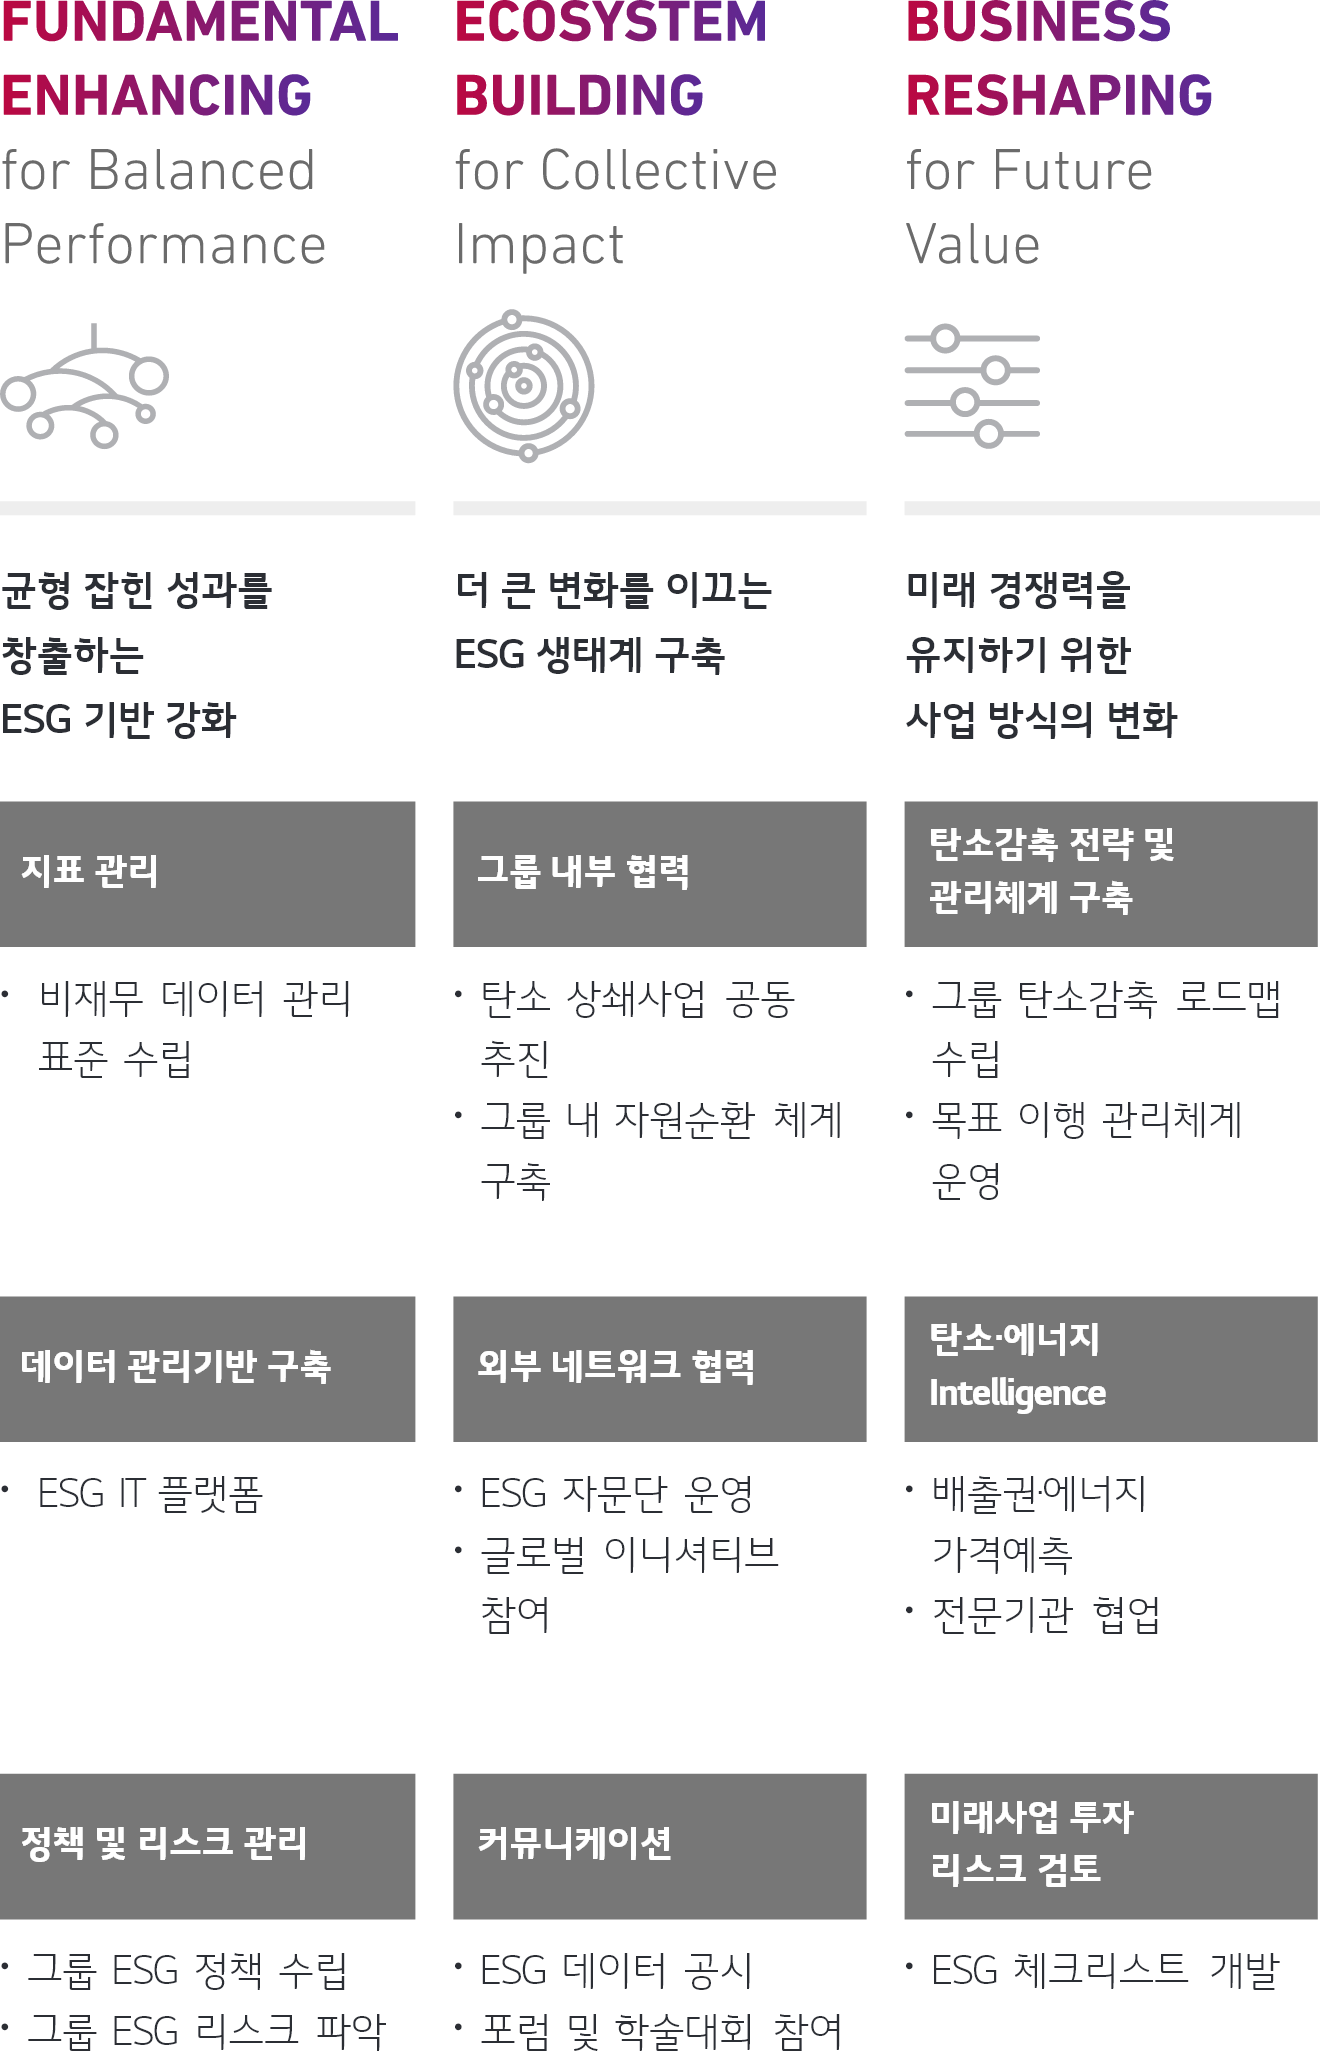 FUNDAMENTAL
ENHANCING
for Balanced
Performance
균형 잡힌 성과를
창출하는
ESG 기반 강화
지표 관리
• 비재무 데이터 관리
표준 수립
데이터 관리기반 구축
• ESG IT 플랫폼
정책 및 리스크 관리
• 그룹 ESG 정책 수립
• 그룹 ESG 리스크 파악
ECOSYSTEM
BUILDING
for Collective
Impact
더 큰 변화를 이끄는
ESG 생태계 구축
그룹 내부 협력
• 탄소 상쇄사업 공동
추진
• 그룹 내 자원순환 체계
구축
외부 네트워크 협력
• ESG 자문단 운영
• 글로벌 이니셔티브
참여
커뮤니케이션
• ESG 데이터 공시
• 포럼 및 학술대회 참여
BUSINESS
RESHAPING
for Future
Value
미래 경쟁력을
유지하기 위한
사업 방식의 변화
탄소감축 전략 및
관리체계 구축
• 그룹 탄소감축 로드맵
수립
• 목표 이행 관리체계
운영
탄소·에너지
Intelligence
• 배출권·에너지
가격예측
• 전문기관 협업
미래사업 투자
리스크 검토
• ESG 체크리스트 개발